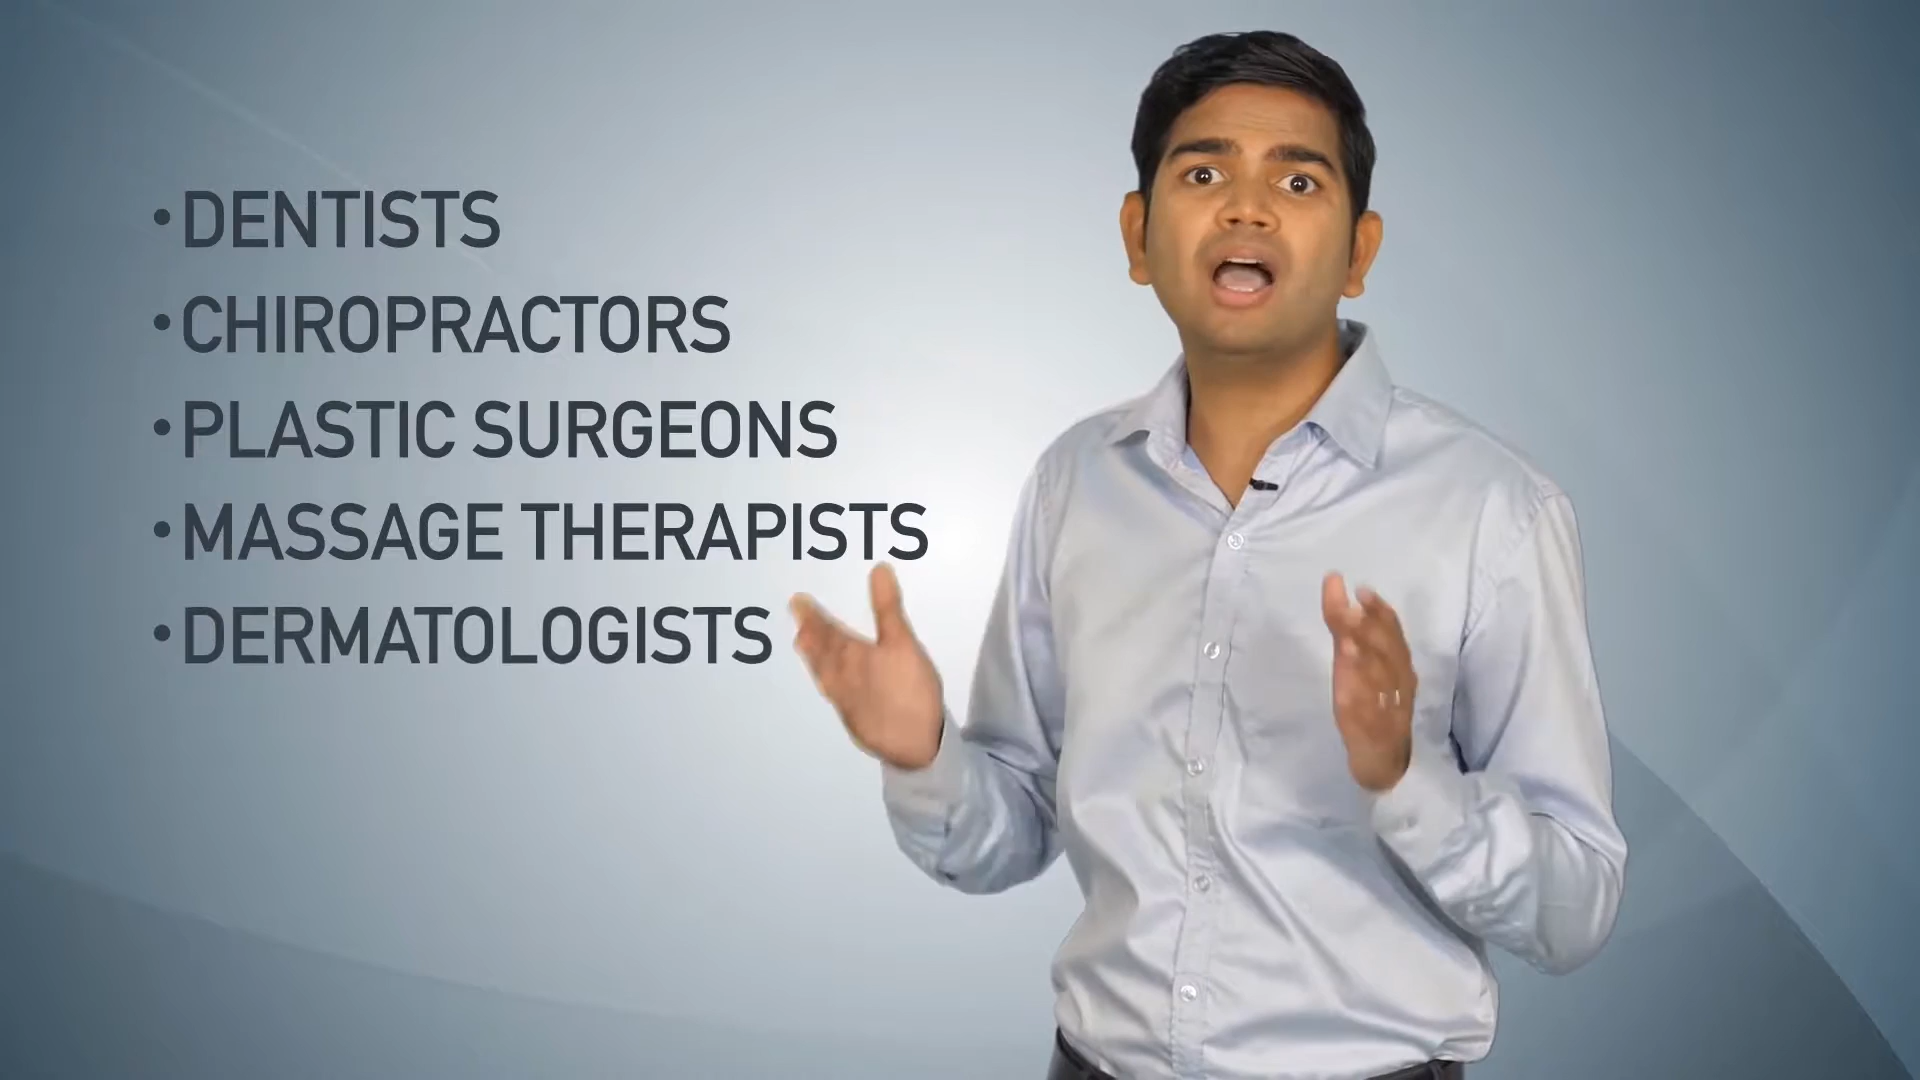 •DENTISTS
•CHIROPRACTORS
•PLASTIC SURGEONS
•MASSAGE THERAPISTS
•DERMATOLOGISTS